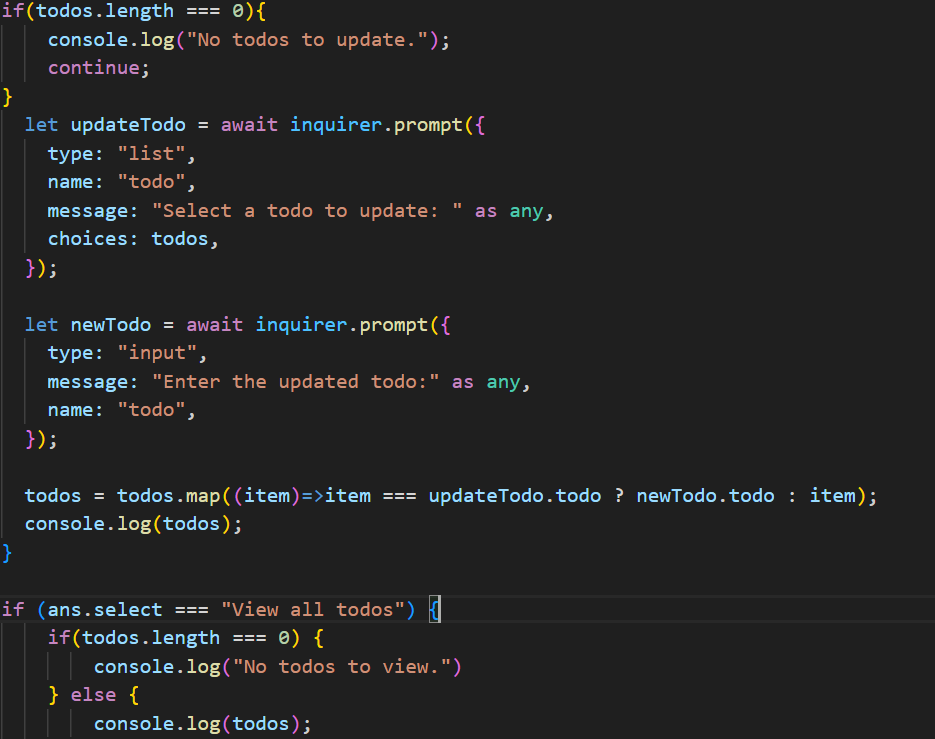 if(todos.length === 0){
console.log("No todos to update.");
continue;
}
let updateTodo = await inquirer.prompt({
type: "list",
name: "todo",
message: "Select a todo to update: " as any,
choices: todos,
});
let newTodo = await inquirer.prompt({
type: "input",
message: "Enter the updated todo:" as any,
name: "todo",
});
todos = todos.map((item)=>item === updateTodo.todo ? newTodo.todo : item);
console.log(todos);
}
if (ans.select === "View all todos") {
if(todos.length === 0) {
console.log("No todos to view.")
} else {
console.log(todos);